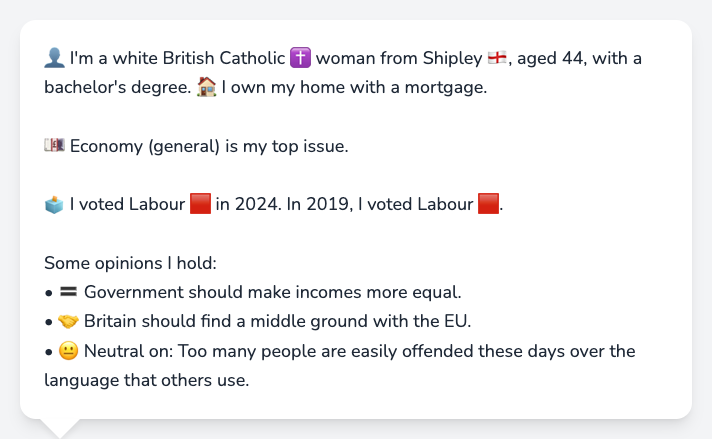 👤 I'm a white British Catholic ✝️ woman from Shipley 🏴󠁧󠁢󠁥󠁮󠁧󠁿, aged 44, with a
bachelor's degree. 🏠 I own my home with a mortgage.
💷 Economy (general) is my top issue.
🗳️ I voted Labour 🟥 in 2024. In 2019, I voted Labour 🟥.
Some opinions I hold:
• 🟰 Government should make incomes more equal.
• 🤝 Britain should find a middle ground with the EU.
• 😐 Neutral on: Too many people are easily offended these days over the
language that others use.